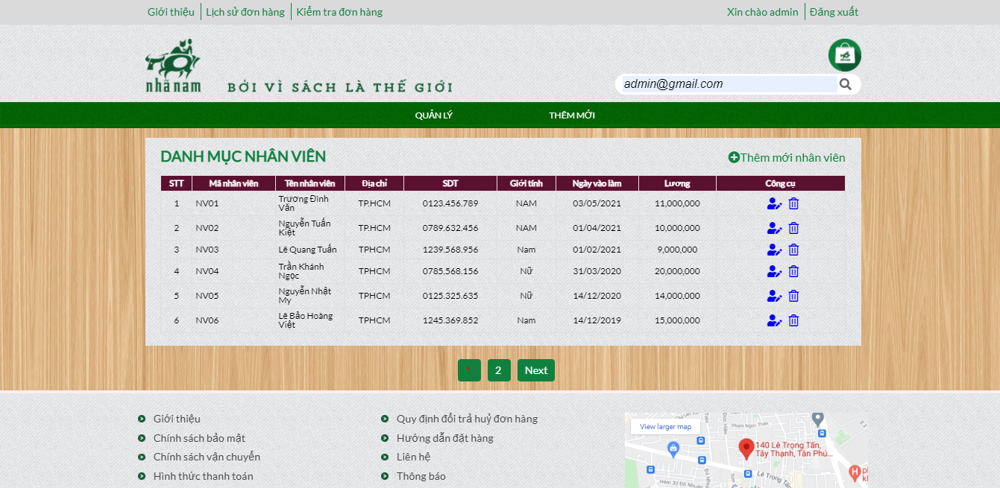 Giới thiệu Lịch sử đơn hàng Kiểm tra đơn hàng Xin chào admin Đăng xuất
nhã nam BỞI VÌ SÁCH LÀ THẾ GIỚI
admin@gmail.com
QUẢN LÝ THÊM MỚI
DANH MỤC NHÂN VIÊN Thêm mới nhân viên
STT Mã nhân viên Tên nhân viên Địa chỉ SDT Giới tính Ngày vào làm Lương Công cụ
1 NV01 Trương Đình Văn TP.HCM 0123.456.789 NAM 03/05/2021 11,000,000
2 NV02 Nguyễn Tuấn Kiệt TP.HCM 0789.632.456 NAM 01/04/2021 10,000,000
3 NV03 Lê Quang Tuấn TPHCM 1239.568.956 Nam 01/02/2021 9,000,000
4 NV04 Trần Khánh Ngọc TPHCM 0785.568.156 Nữ 31/03/2020 20,000,000
5 NV05 Nguyễn Nhật My TPHCM 0125.325.635 Nữ 14/12/2020 14,000,000
6 NV06 Lê Bảo Hoàng Việt TPHCM 1245.369.852 Nam 14/12/2019 15,000,000
1 2 Next
Giới thiệu
Chính sách bảo mật
Chính sách vận chuyển
Hình thức thanh toán
Quy định đổi trả huỷ đơn hàng
Hướng dẫn đặt hàng
Liên hệ
Thông báo
View larger map
Phạm Ngọc Thảo
140 Lê Trọng Tấn,
Tây Thạnh, Tân Phú...
Lê Trọng Tấn
Hẻm 30 Đỗ Nhuận